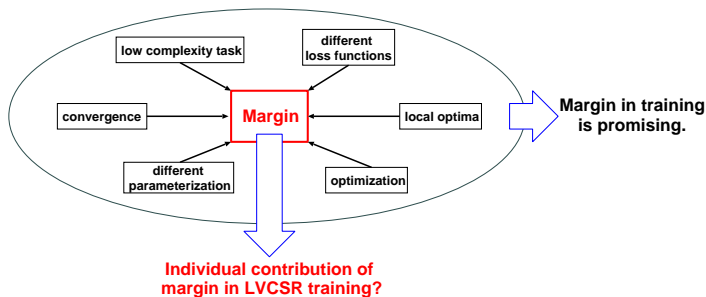 low complexity task
different
loss functions
convergence
Margin
local optima
Margin in training
is promising.
different
parameterization
optimization
Individual contribution of
margin in LVCSR training?